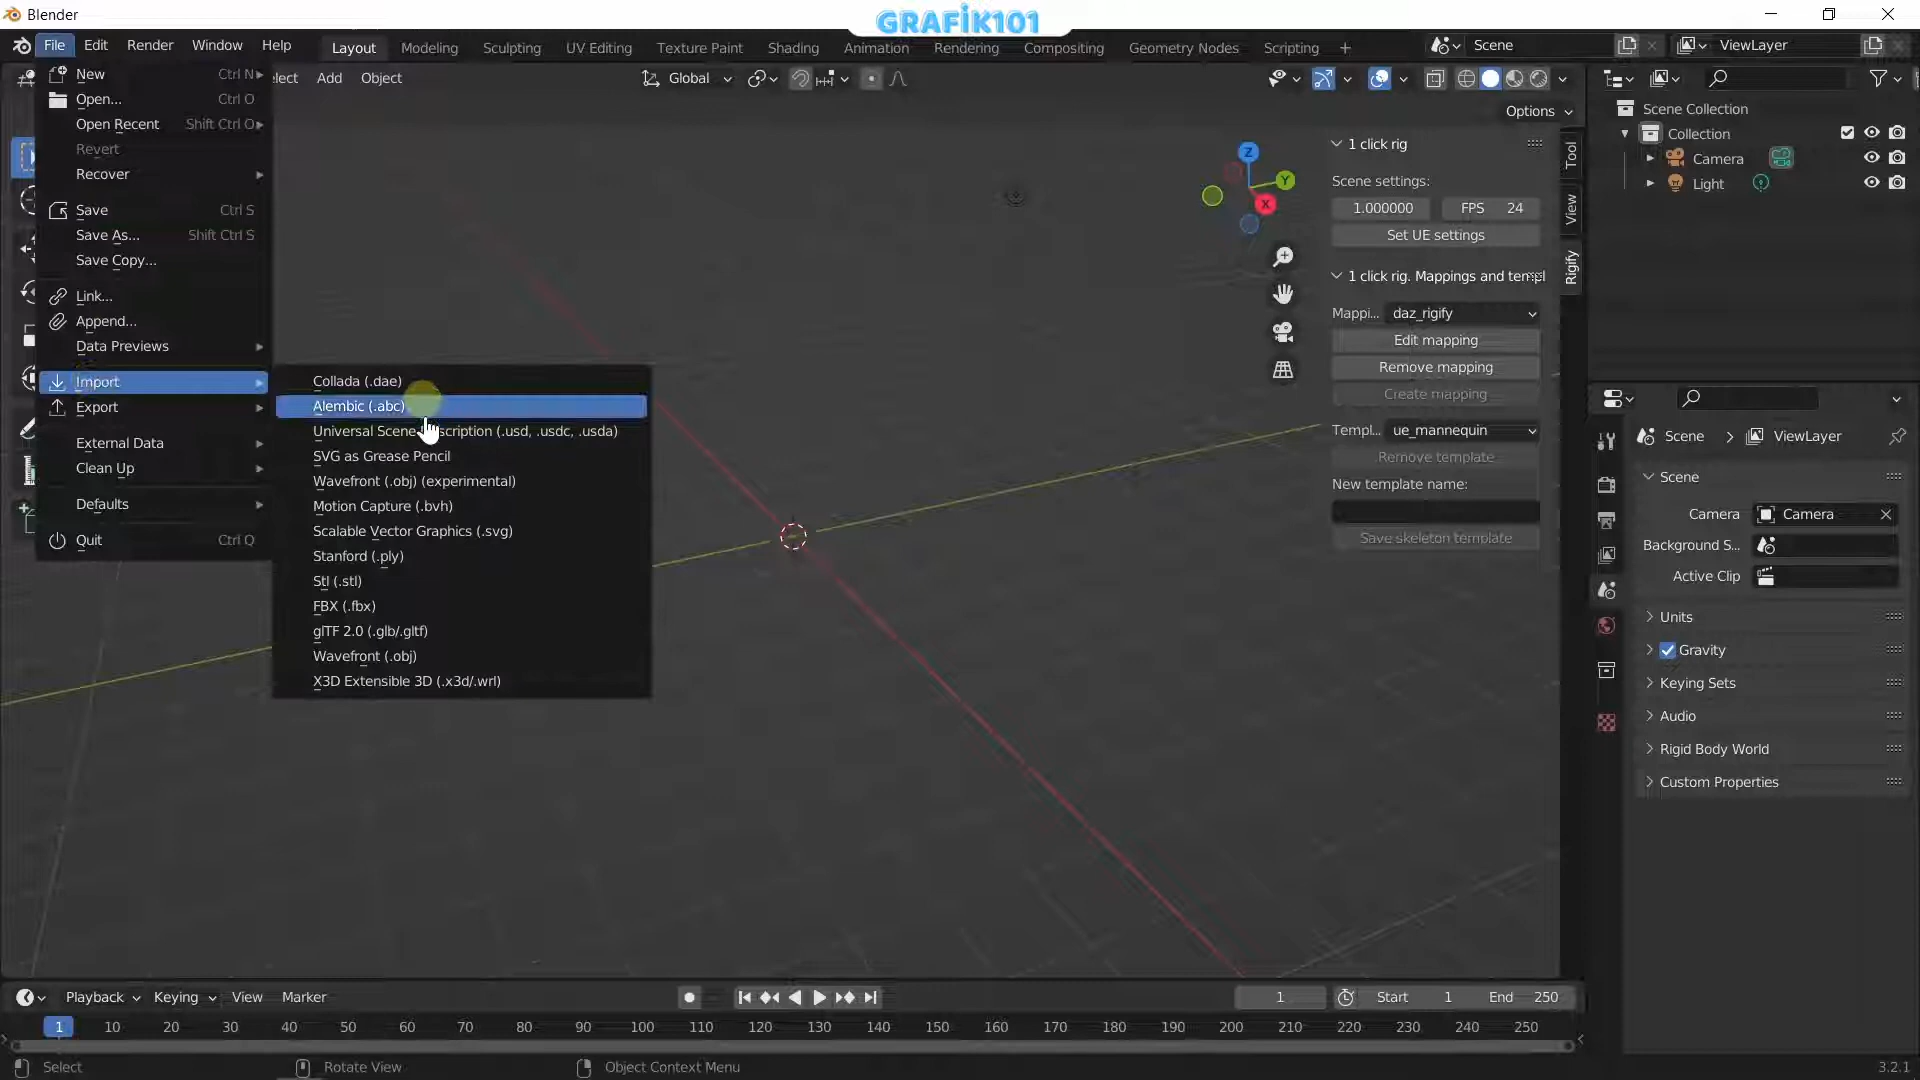 Blender
GRAFİK101
File Edit Render Window Help
Layout Modeling Sculpting UV Editing Texture Paint Shading Animation Rendering Compositing Geometry Nodes Scripting +
Scene
ViewLayer
New Ctrl N
Open... Ctrl O
Open Recent Shift Ctrl O
Revert
Recover
Save Ctrl S
Save As... Shift Ctrl S
Save Copy...
Link...
Append...
Data Previews
Import
Export
External Data
Clean Up
Defaults
Quit Ctrl Q
Collada (.dae)
Alembic (.abc)
Universal Scene scription (.usd, .usdc, .usda)
SVG as Grease Pencil
Wavefront (.obj) (experimental)
Motion Capture (.bvh)
Scalable Vector Graphics (.svg)
Stanford (.ply)
Stl (.stl)
FBX (.fbx)
glTF 2.0 (.glb/.gltf)
Wavefront (.obj)
X3D Extensible 3D (.x3d/.wrl)
lect Add Object
Global
Options
Z
Y
X
1 click rig
Scene settings:
1.000000 FPS 24
Set UE settings
1 click rig. Mappings and templ
Mappi... daz_rigify
Edit mapping
Remove mapping
Create mapping
Templ... ue_mannequin
Remove template
New template name:
Save skeleton template
Tool
View
Rigify
Scene Collection
Collection
Camera
Light
Scene > ViewLayer
Scene
Camera Camera
Background S...
Active Clip
Units
Gravity
Keying Sets
Audio
Rigid Body World
Custom Properties
Playback Keying View Marker
1
Start 1 End 250
1 10 20 30 40 50 60 70 80 90 100 110 120 130 140 150 160 170 180 190 200 210 220 230 240 250
Select Rotate View Object Context Menu
3.2.1